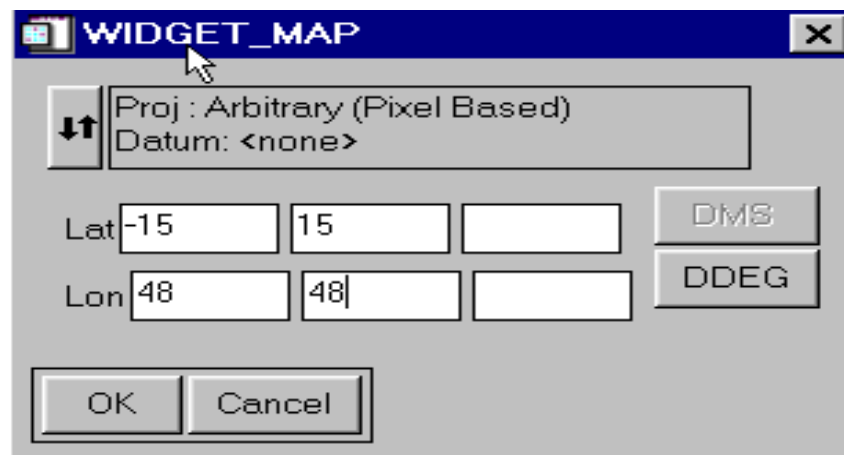 WIDGET_MAP
Proj : Arbitrary (Pixel Based)
Datum: <none>
Lat -15 15 DMS
Lon 48 48 DDEG
OK Cancel